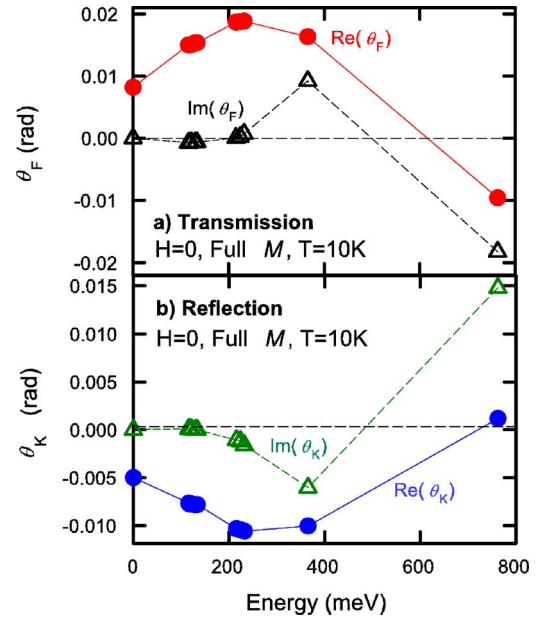 0.02
Re(θF)
0.01
Im(θF)
0.00
θF (rad)
-0.01
a) Transmission
H=0, Full M, T=10K
-0.02
0.015
b) Reflection
0.010
H=0, Full M, T=10K
0.005
θK (rad)
0.000
Im(θK)
-0.005
Re(θK)
-0.010
0 200 400 600 800
Energy (meV)